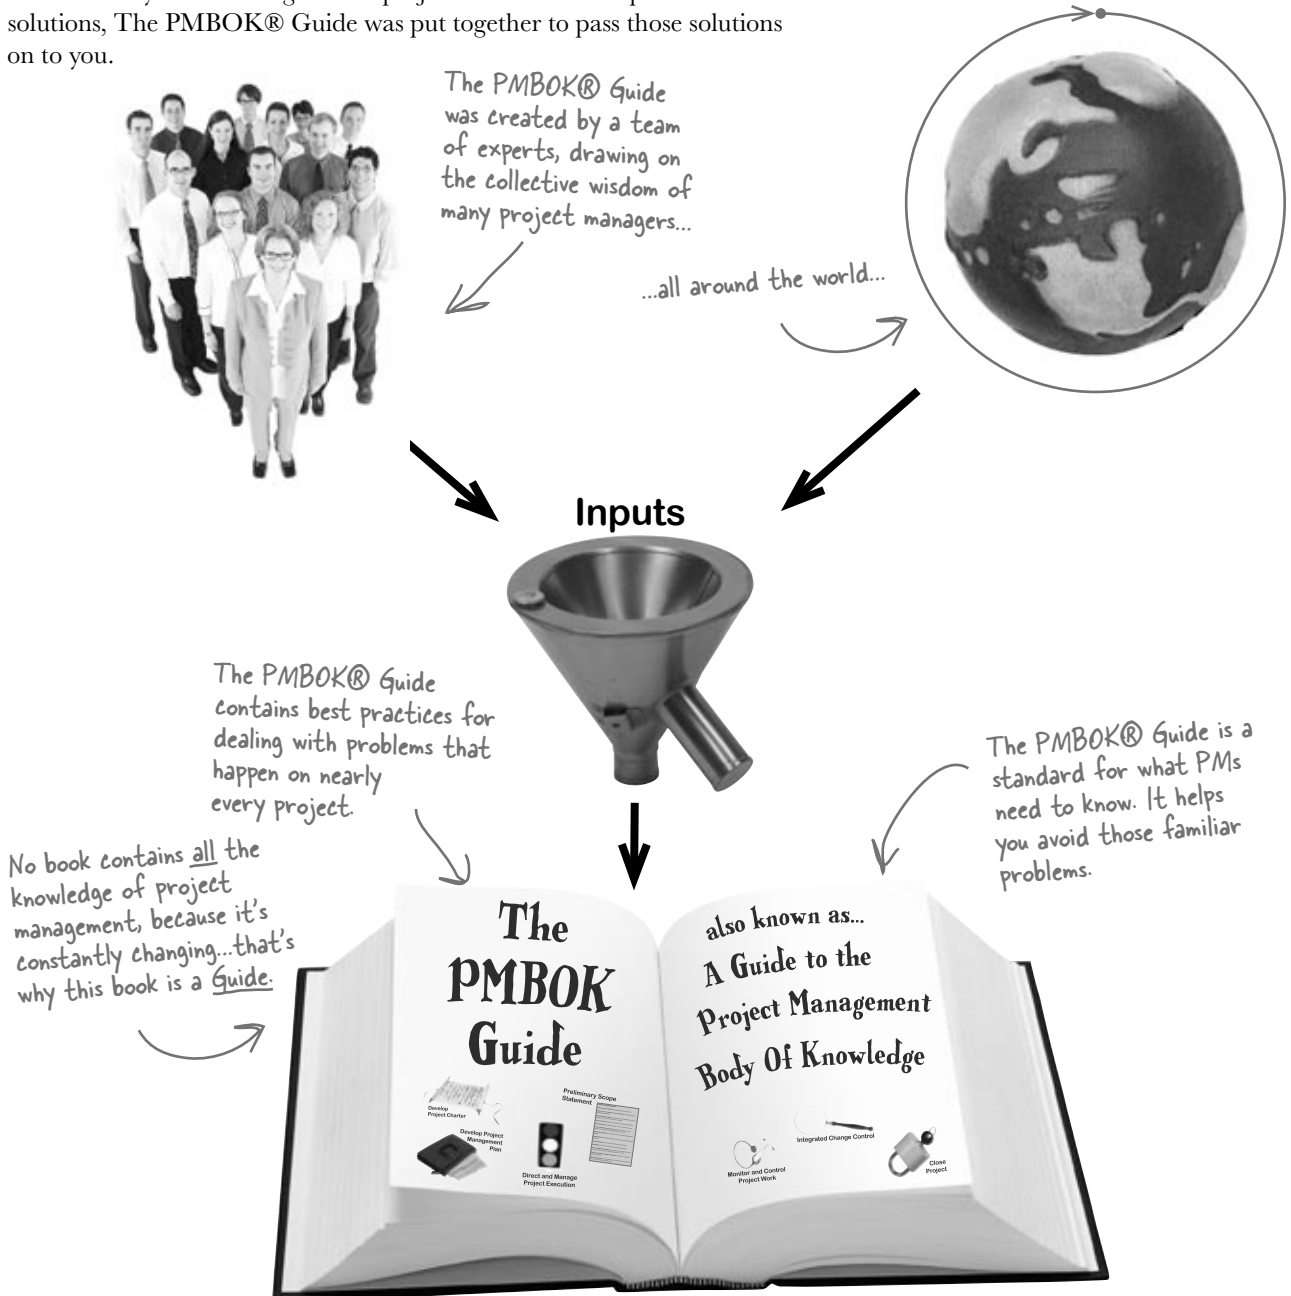 solutions, The PMBOK® Guide was put together to pass those solutions
on to you.
The PMBOK® Guide
was created by a team
of experts, drawing on
the collective wisdom of
many project managers...
...all around the world...
Inputs
The PMBOK® Guide
contains best practices for
dealing with problems that
happen on nearly
every project.
The PMBOK® Guide is a
standard for what PMs
need to know. It helps
you avoid those familiar
problems.
No book contains all the
knowledge of project
management, because it's
constantly changing...that's
why this book is a Guide.
The
PMBOK
Guide
also known as...
A Guide to the
Project Management
Body Of Knowledge
Develop
Project Charter
Preliminary Scope
Statement
Develop Project
Management
Plan
Direct and Manage
Project Execution
Integrated Change Control
Monitor and Control
Project Work
Close
Project